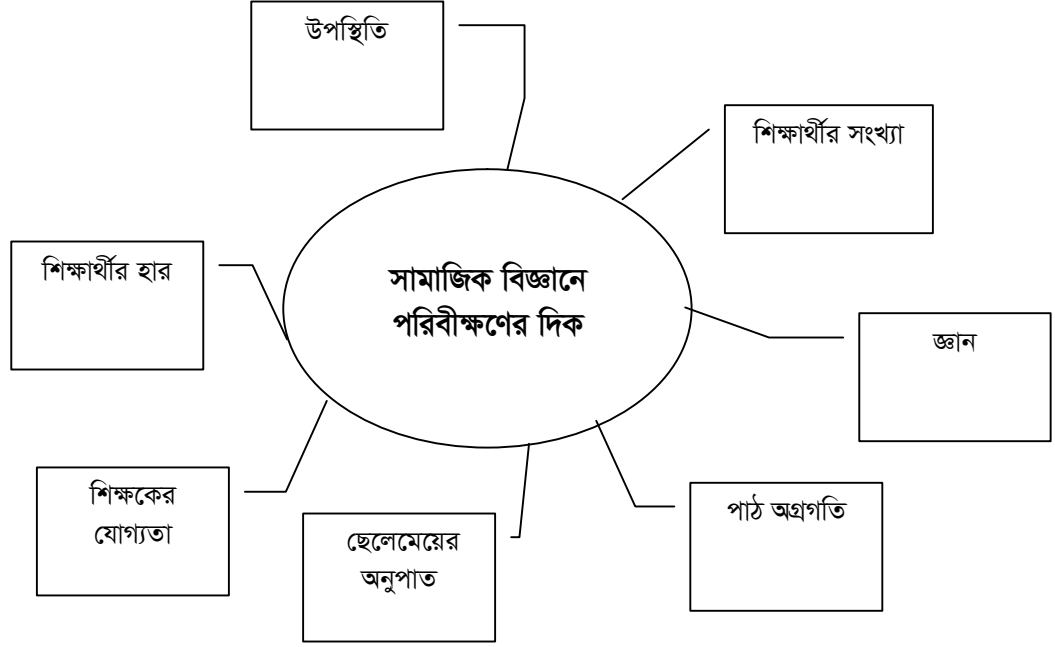 উপস্থিতি
শিক্ষার্থীর সংখ্যা
শিক্ষার্থীর হার
সামাজিক বিজ্ঞানে
পরিবীক্ষণের দিক
জ্ঞান
শিক্ষকের
যোগ্যতা
ছেলেমেয়ের
অনুপাত
পাঠ অগ্রগতি